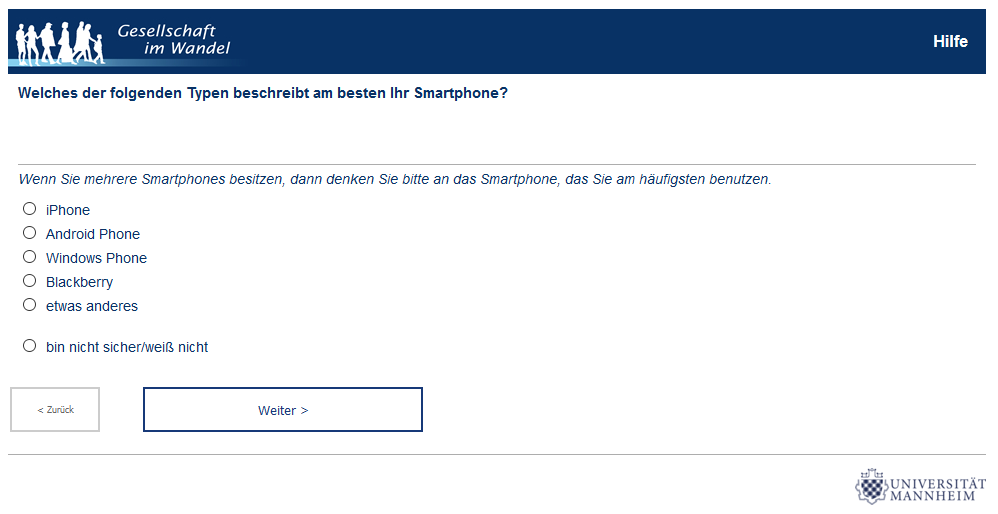 Gesellschaft
im Wandel
Hilfe
Welches der folgenden Typen beschreibt am besten Ihr Smartphone?
Wenn Sie mehrere Smartphones besitzen, dann denken Sie bitte an das Smartphone, das Sie am häufigsten benutzen.
iPhone
Android Phone
Windows Phone
Blackberry
etwas anderes
bin nicht sicher/weiß nicht
< Zurück
Weiter >
UNIVERSITÄT
MANNHEIM